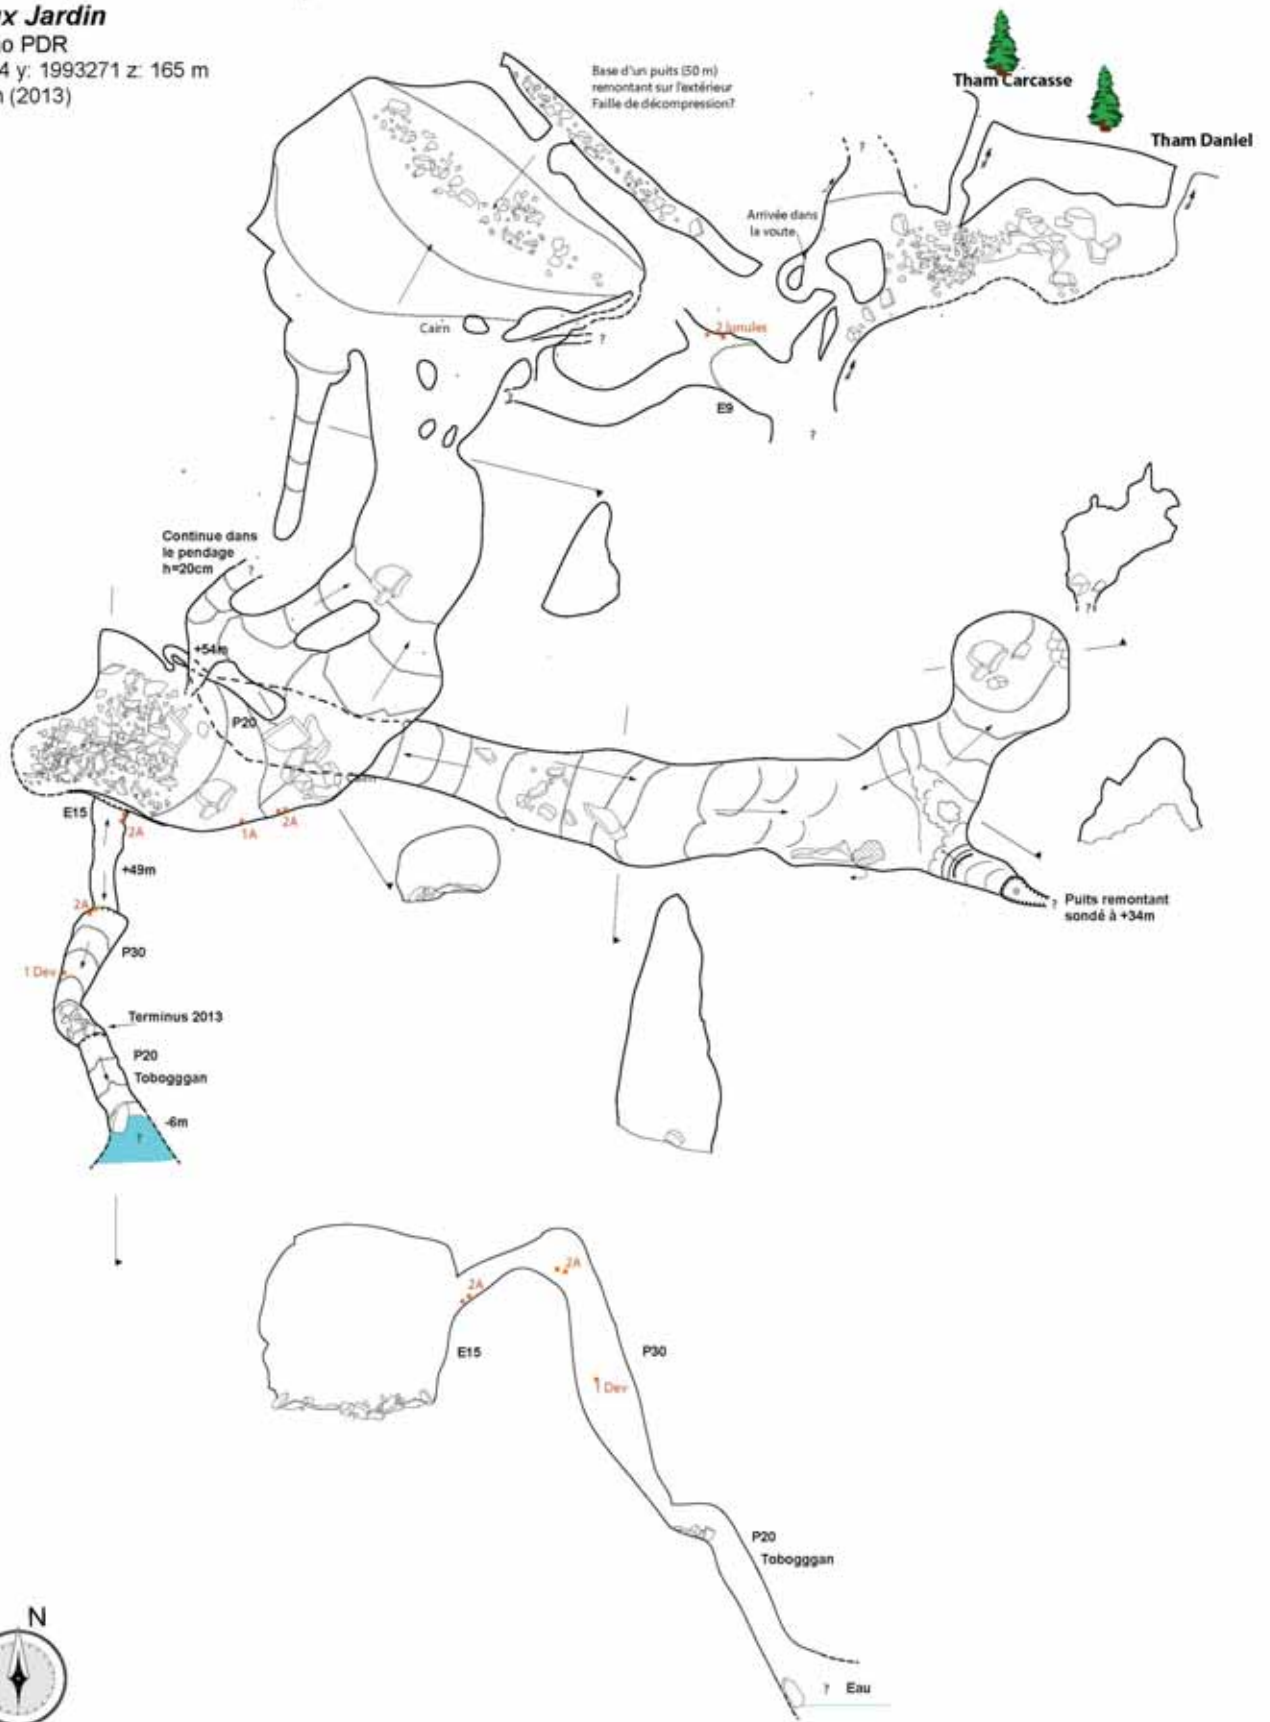 x Jardin
o PDR
4 y: 1993271 z: 165 m
(2013)
Base d'un puits (50 m)
remontant sur l'extérieur
Faille de décompression?
Tham Carcasse
Tham Daniel
?
Arrivée dans
la voute
Cairn
?
2 lunules
E9
?
Continue dans
le pendage
h=20cm
?
?
+54m
P20
E15
2A
1A
2A
+49m
2A
P30
1 Dev
Terminus 2013
P20
Tobogggan
-6m
?
? Puits remontant
sondé à +34m
2A
2A
E15
P30
1 Dev
P20
Tobogggan
? Eau
N